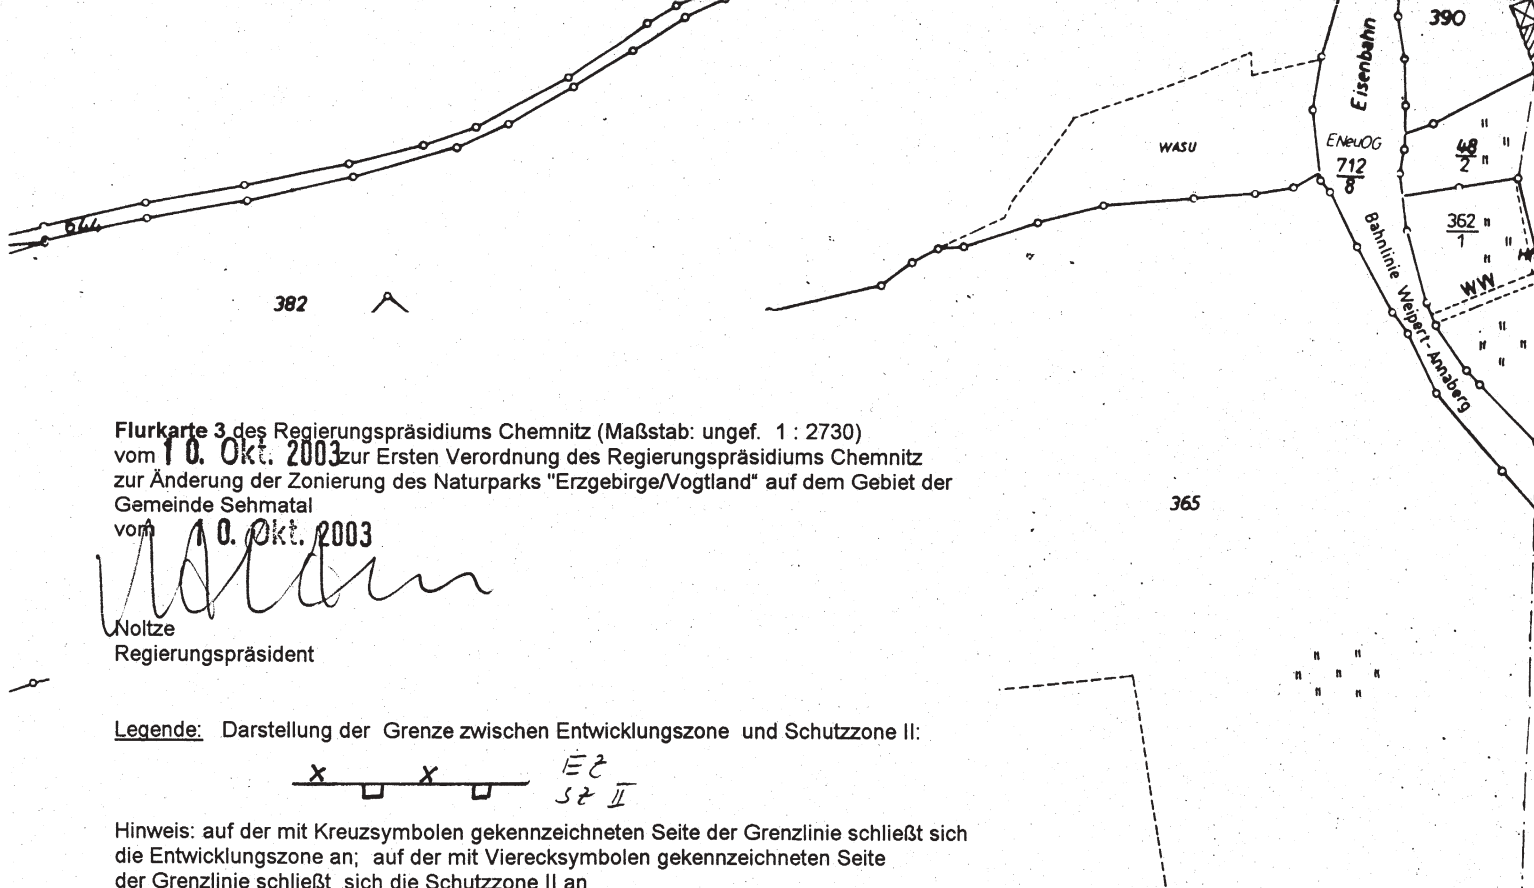 390
Eisenbahn
WASU
ENeuOG
712
8
48
2
644
362
1
382
WW
Bahnlinie Weipert-Annaberg
Flurkarte 3 des Regierungspräsidiums Chemnitz (Maßstab: ungef. 1 : 2730)
vom 10. Okt. 2003 zur Ersten Verordnung des Regierungspräsidiums Chemnitz
zur Änderung der Zonierung des Naturparks "Erzgebirge/Vogtland“ auf dem Gebiet der
Gemeinde Sehmatal
vom 10. Okt. 2003
365
Noltze
Regierungspräsident
Legende: Darstellung der Grenze zwischen Entwicklungszone und Schutzzone II:
EZ
SZ II
Hinweis: auf der mit Kreuzsymbolen gekennzeichneten Seite der Grenzlinie schließt sich
die Entwicklungszone an; auf der mit Vierecksymbolen gekennzeichneten Seite
der Grenzlinie schließt sich die Schutzzone II an